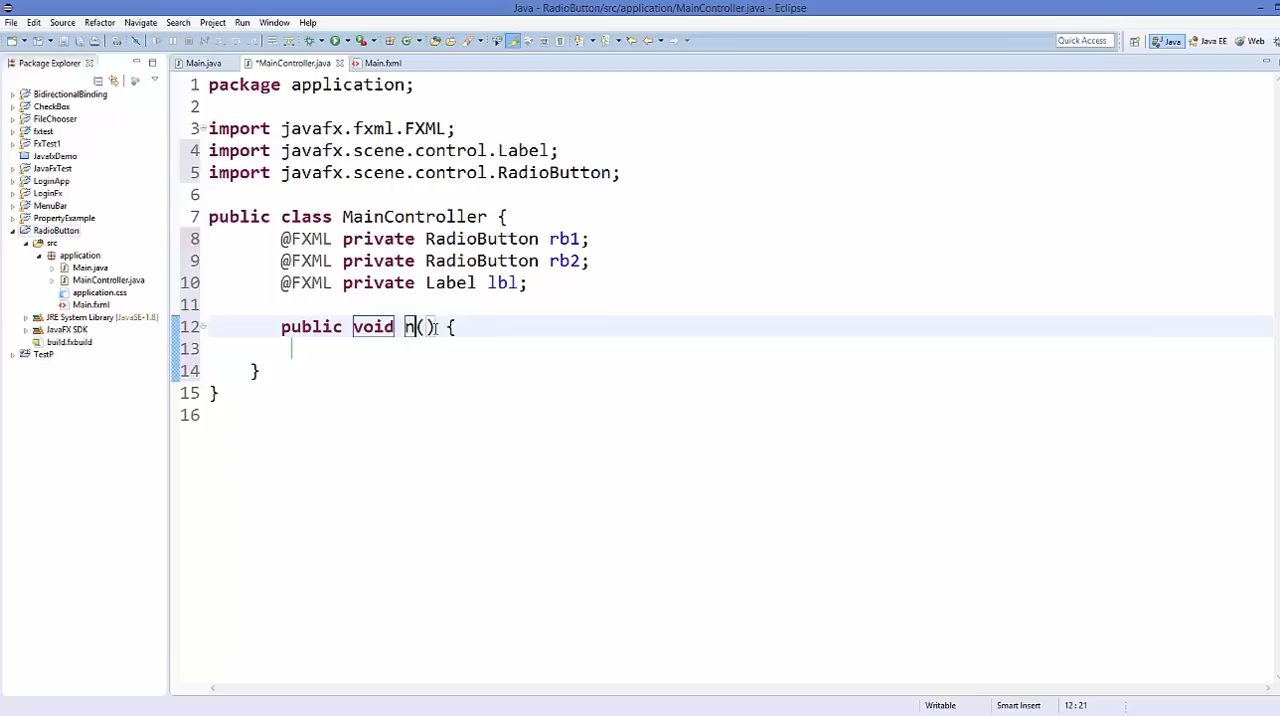 Java - RadioButton/src/application/MainController.java - Eclipse
File Edit Source Refactor Navigate Search Project Run Window Help
Quick Access Java Java EE Web
Package Explorer Main.java *MainController.java Main.fxml
BidirectionalBinding
CheckBox
FileChooser
fxtest
FxTest1
JavafxDemo
JavaFxTest
LoginApp
LoginFx
MenuBar
PropertyExample
RadioButton
src
application
Main.java
MainController.java
application.css
Main.fxml
JRE System Library [JavaSE-1.8]
JavaFX SDK
build.fxbuild
TestP
1 package application;
2
3 import javafx.fxml.FXML;
4 import javafx.scene.control.Label;
5 import javafx.scene.control.RadioButton;
6
7 public class MainController {
8 @FXML private RadioButton rb1;
9 @FXML private RadioButton rb2;
10 @FXML private Label lbl;
11
12 public void n() {
13
14 }
15 }
16
Writable Smart Insert 12:21